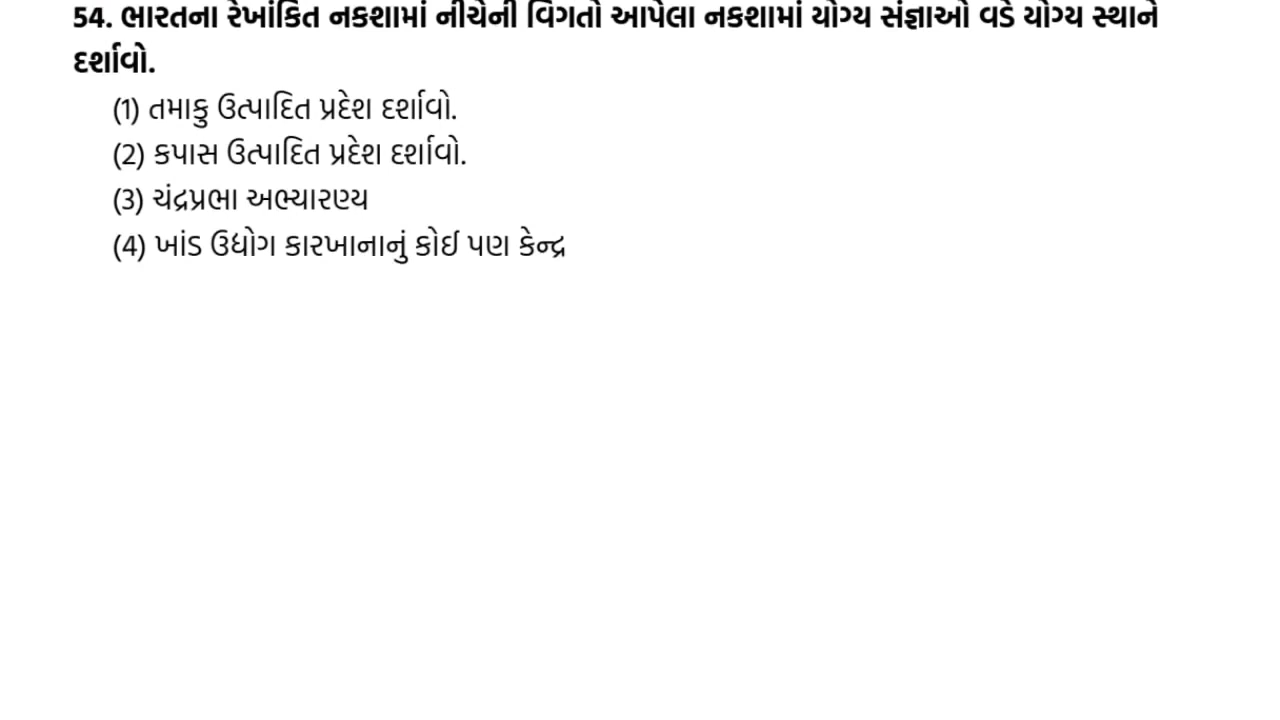 54. ભારતના રેખાંકિત નકશામાં નીચેની વિગતો આપેલા નકશામાં યોગ્ય સંજ્ઞાઓ વડે યોગ્ય સ્થાને
દર્શાવો.
(1) તમાકુ ઉત્પાદિત પ્રદેશ દર્શાવો.
(2) કપાસ ઉત્પાદિત પ્રદેશ દર્શાવો.
(3) ચંદ્રપ્રભા અભ્યારણ્ય
(4) ખાંડ ઉદ્યોગ કારખાનાનું કોઈ પણ કેન્દ્ર